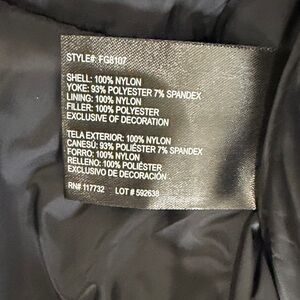 STYLE#: FG8107
SHELL: 100% NYLON
YOKE: 93% POLYESTER 7% SPANDEX
LINING: 100% NYLON
FILLER: 100% POLYESTER
EXCLUSIVE OF DECORATION
TELA EXTERIOR: 100% NYLON
CANESÚ: 93% POLIÉSTER 7% SPANDEX
FORRO: 100% NYLON
RELLENO: 100% POLIÉSTER
EXCLUSIVO DE DECORACIÓN
RN# 117732 LOT # 592638